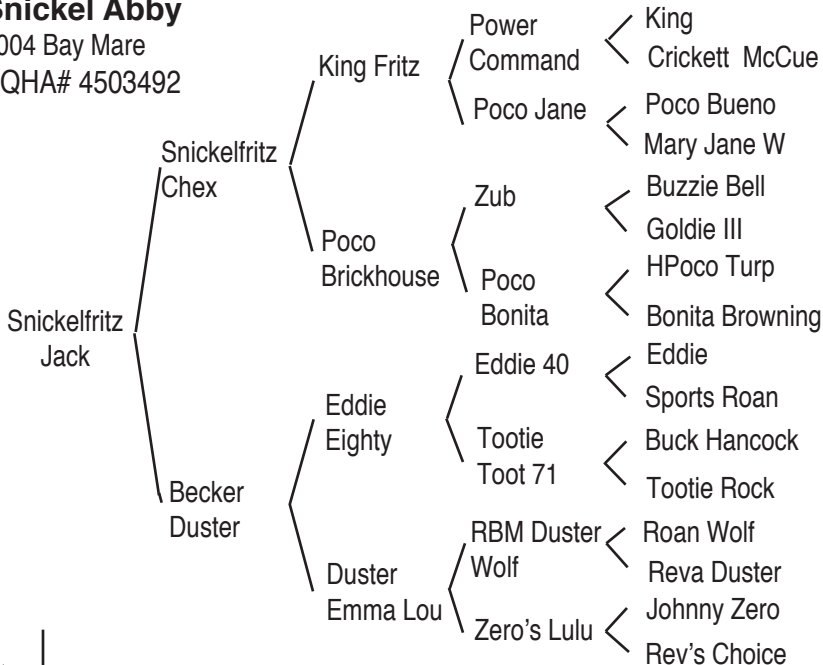 Snickel Abby
004 Bay Mare
QHA# 4503492
Snickelfritz
Jack
Snickelfritz
Chex
Becker
Duster
King Fritz
Poco
Brickhouse
Eddie
Eighty
Duster
Emma Lou
Power
Command
Poco Jane
Zub
Poco
Bonita
Eddie 40
Tootie
Toot 71
RBM Duster
Wolf
Zero's Lulu
King
Crickett McCue
Poco Bueno
Mary Jane W
Buzzie Bell
Goldie III
HPoco Turp
Bonita Browning
Eddie
Sports Roan
Buck Hancock
Tootie Rock
Roan Wolf
Reva Duster
Johnny Zero
Rev's Choice